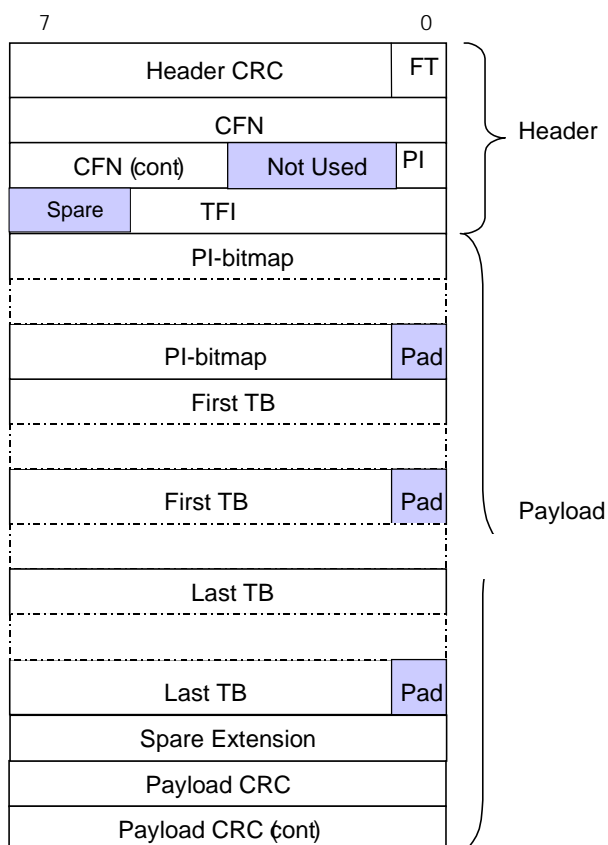 7 0
Header CRC FT
CFN
Header
CFN (cont) Not Used PI
Spare TFI
PI-bitmap
PI-bitmap Pad
First TB
First TB Pad
Payload
Last TB
Last TB Pad
Spare Extension
Payload CRC
Payload CRC (cont)